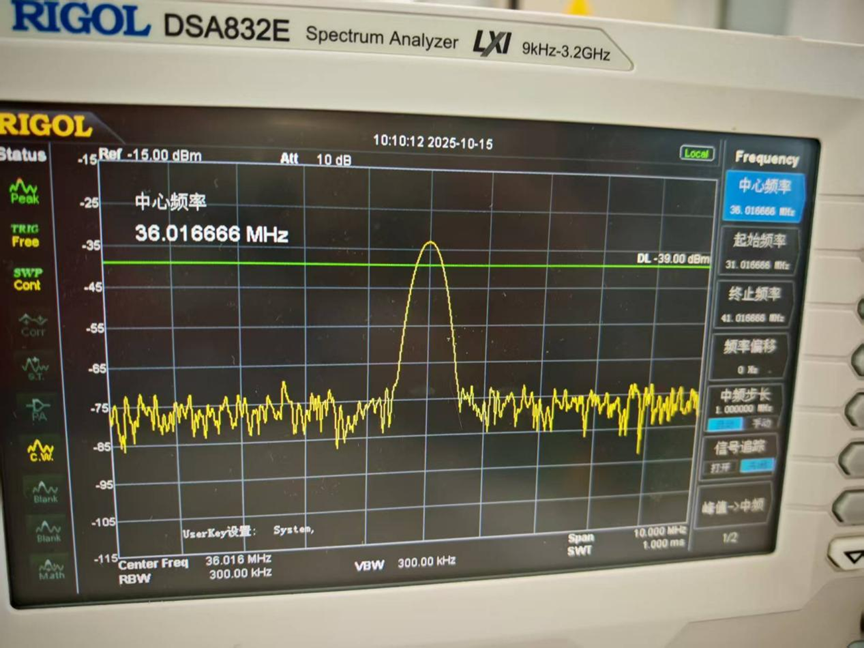 RIGOL DSA832E Spectrum Analyzer LXI 9kHz-3.2GHz
RIGOL
10:10:12 2025-10-15
Status
Ref -15.00 dBm
Att 10 dB
Local
Frequency
-15
-25
-35
-45
-55
-65
-75
-85
-95
-105
-115
Peak
TRIG
Free
SWP
Cont
Corr
S.T.
PA
C.W.
Blank
Blank
Math
中心频率
36.016666 MHz
DL -39.00 dBm
UserKey设置: System,
Center Freq 36.016 MHz
RBW 300.00 kHz
VBW 300.00 kHz
Span 10.000 MHz
SWT 1.000 ms
中心频率
36.016666 MHz
起始频率
31.016666 MHz
终止频率
41.016666 MHz
频率偏移
0 Hz
中频步长
1.000000 MHz
手动
信号追踪
打开 关闭
峰值->中频
1/2